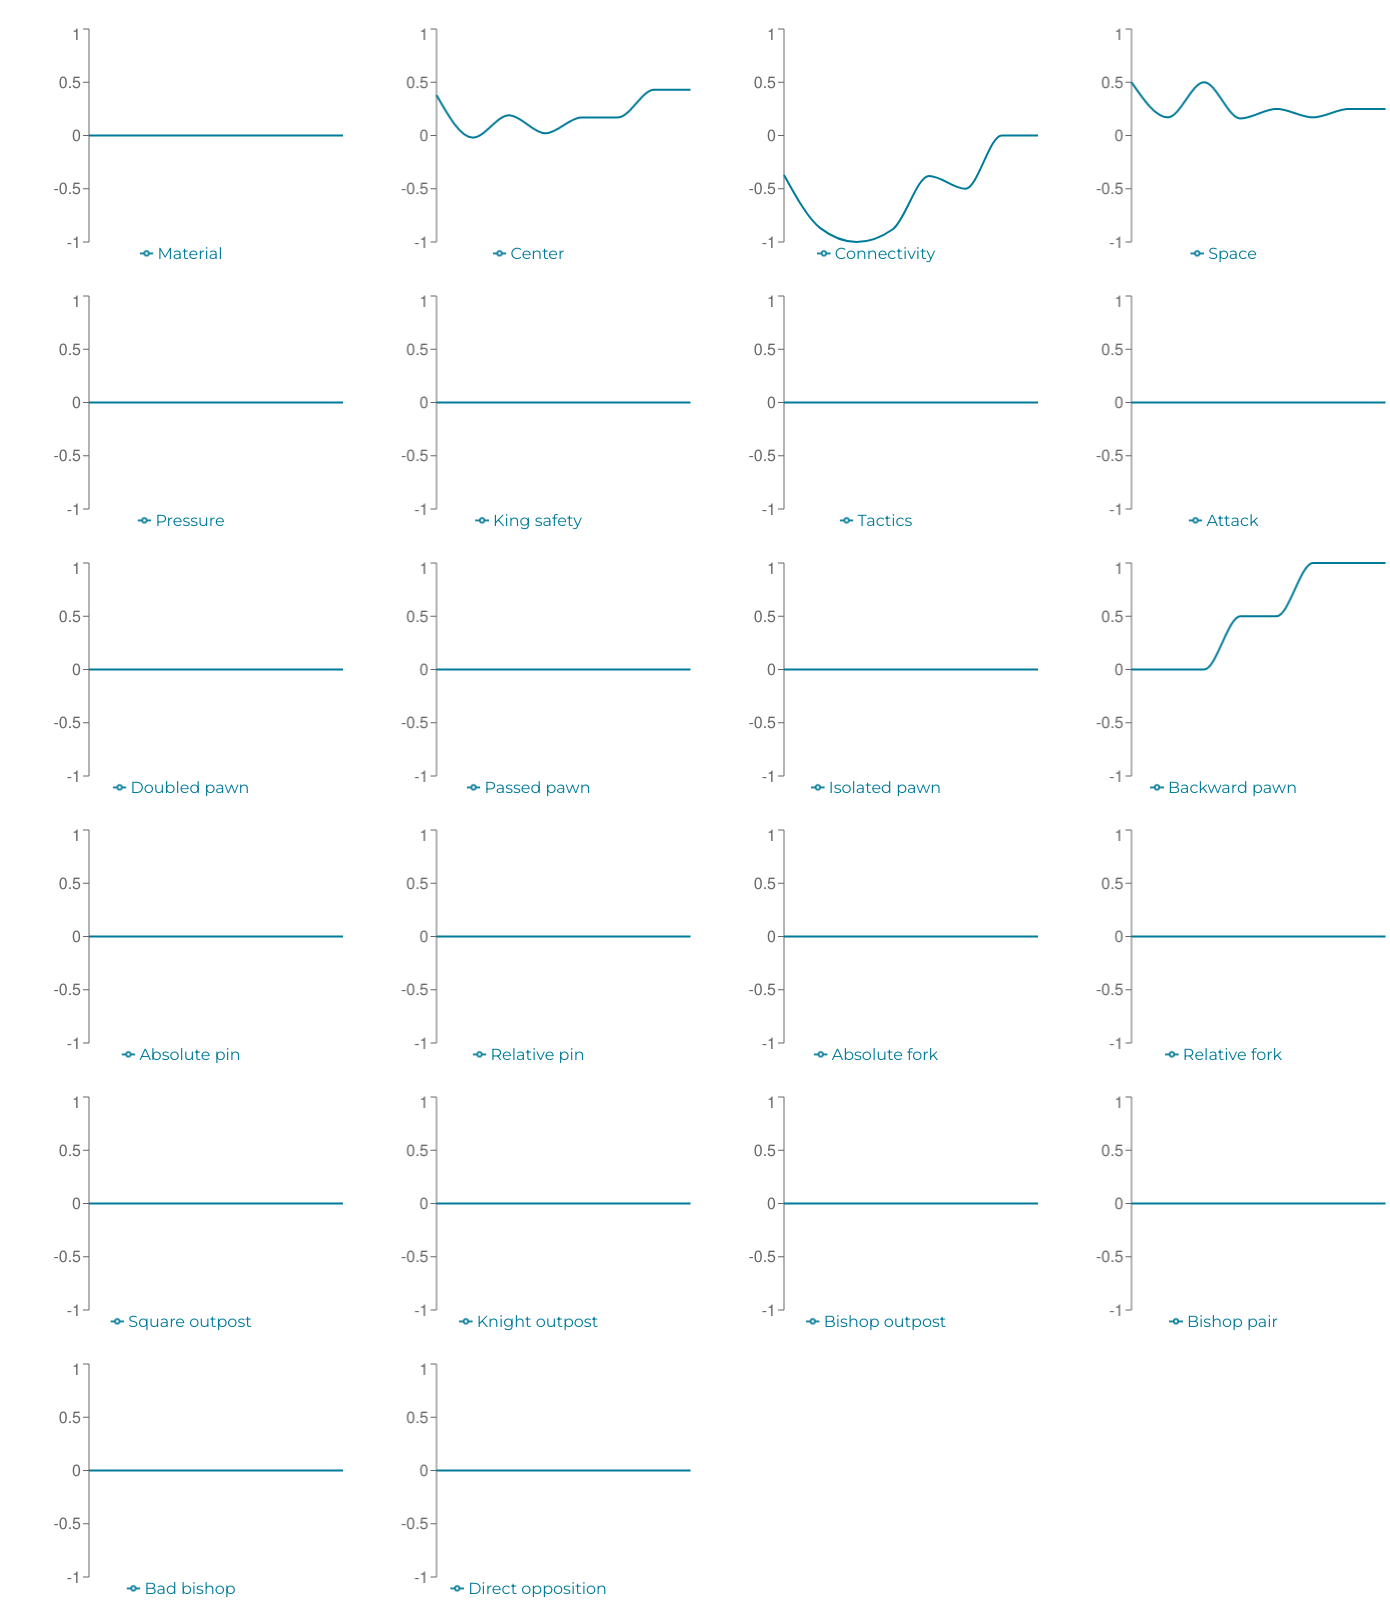 1 1 1 1
0.5 0.5 0.5 0.5
0 0 0 0
-0.5 -0.5 -0.5 -0.5
-1 -1 -1 -1
Material Center Connectivity Space
1 1 1 1
0.5 0.5 0.5 0.5
0 0 0 0
-0.5 -0.5 -0.5 -0.5
-1 -1 -1 -1
Pressure King safety Tactics Attack
1 1 1 1
0.5 0.5 0.5 0.5
0 0 0 0
-0.5 -0.5 -0.5 -0.5
-1 -1 -1 -1
Doubled pawn Passed pawn Isolated pawn Backward pawn
1 1 1 1
0.5 0.5 0.5 0.5
0 0 0 0
-0.5 -0.5 -0.5 -0.5
-1 -1 -1 -1
Absolute pin Relative pin Absolute fork Relative fork
1 1 1 1
0.5 0.5 0.5 0.5
0 0 0 0
-0.5 -0.5 -0.5 -0.5
-1 -1 -1 -1
Square outpost Knight outpost Bishop outpost Bishop pair
1 1
0.5 0.5
0 0
-0.5 -0.5
-1 -1
Bad bishop Direct opposition